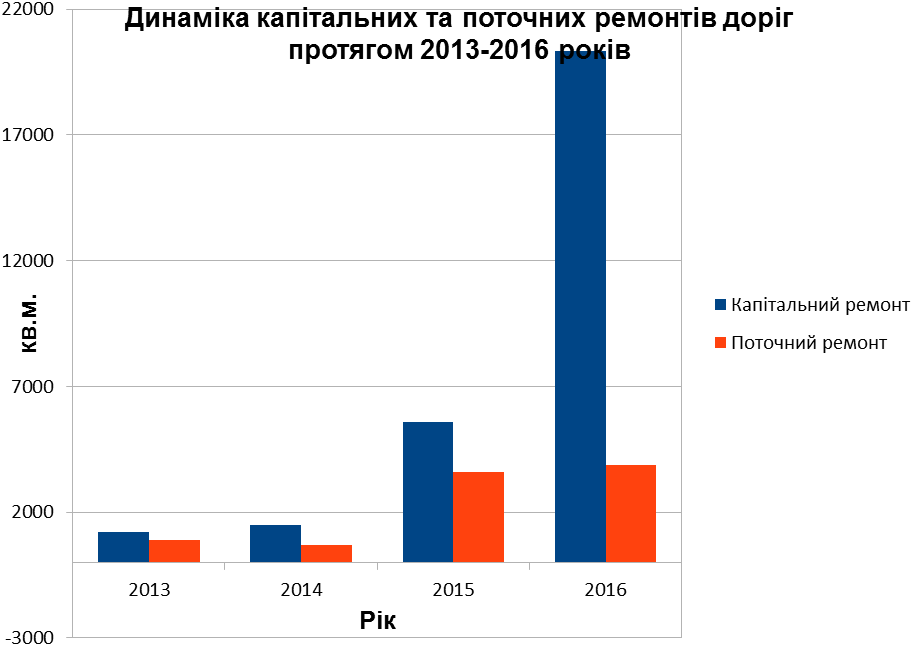 Динаміка капітальних та поточних ремонтів доріг
протягом 2013-2016 років
22000
17000
12000
7000
2000
-3000
кв.м.
2013
2014
2015
2016
Рік
Капітальний ремонт
Поточний ремонт